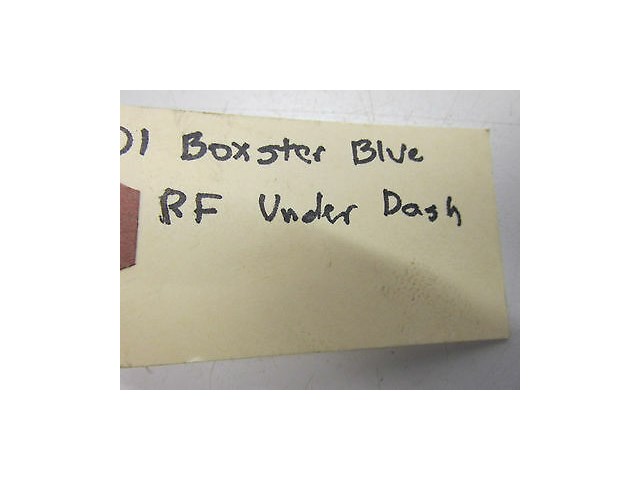 01 Boxster Blue
RF Under Dash